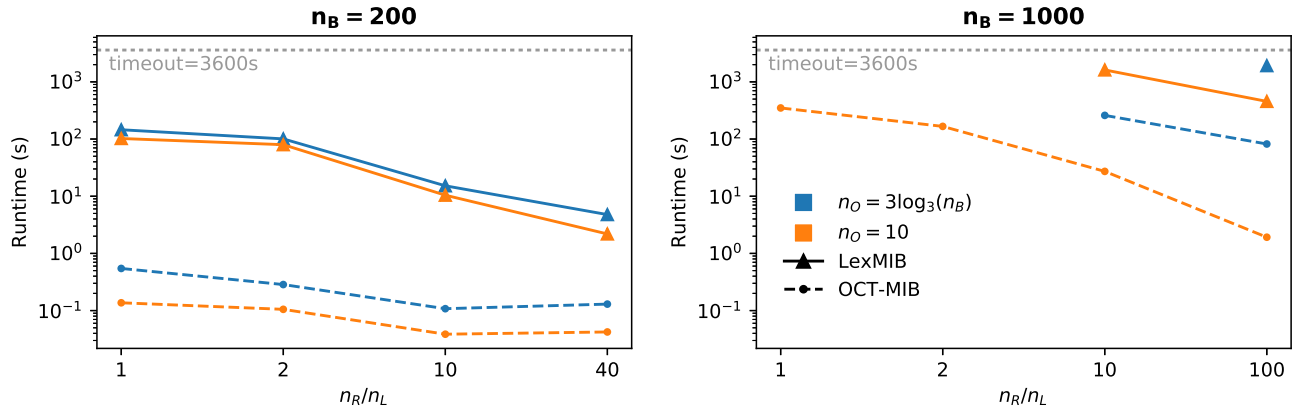 n_B = 200
timeout=3600s
Runtime (s)
10^3
10^2
10^1
10^0
10^−1
1 2 10 40
n_R/n_L
n_B = 1000
timeout=3600s
Runtime (s)
10^3
10^2
10^1
10^0
10^−1
n_O = 3log_3(n_B)
n_O = 10
LexMIB
OCT-MIB
1 2 10 100
n_R/n_L